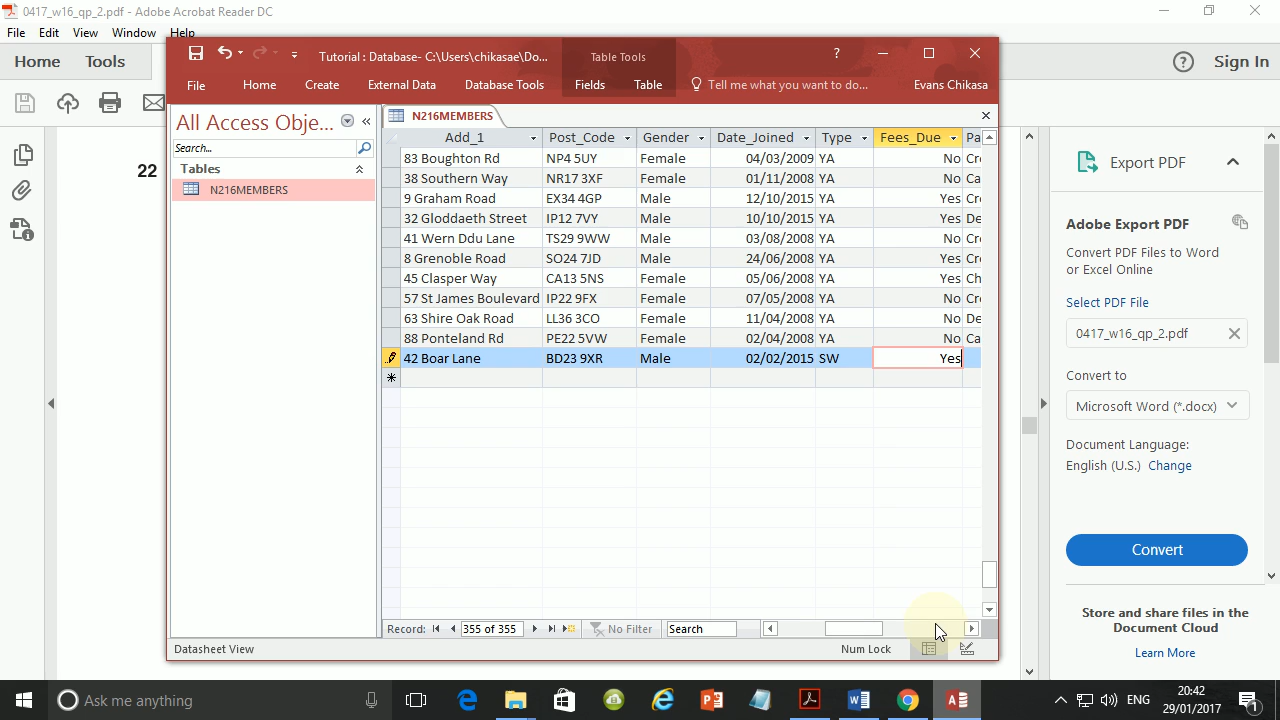 0417_w16_qp_2.pdf - Adobe Acrobat Reader DC
File Edit View Window Help
Home Tools
Sign In
22
Tutorial : Database- C:\Users\chikasae\Do...
Table Tools
?
File Home Create External Data Database Tools Fields Table Tell me what you want to do... Evans Chikasa
All Access Obje...
Search...
Tables
N216MEMBERS
N216MEMBERS
Add_1 Post_Code Gender Date_Joined Type Fees_Due Pa
83 Boughton Rd NP4 5UY Female 04/03/2009 YA No Cr
38 Southern Way NR17 3XF Female 01/11/2008 YA No Ca
9 Graham Road EX34 4GP Male 12/10/2015 YA Yes Cr
32 Gloddaeth Street IP12 7VY Male 10/10/2015 YA Yes De
41 Wern Ddu Lane TS29 9WW Male 03/08/2008 YA No Cr
8 Grenoble Road SO24 7JD Male 24/06/2008 YA Yes Cr
45 Clasper Way CA13 5NS Female 05/06/2008 YA Yes Ch
57 St James Boulevard IP22 9FX Female 07/05/2008 YA No Cr
63 Shire Oak Road LL36 3CO Female 11/04/2008 YA No De
88 Ponteland Rd PE22 5VW Female 02/04/2008 YA No Ca
42 Boar Lane BD23 9XR Male 02/02/2015 SW Yes
Record: 355 of 355 No Filter Search
Datasheet View Num Lock
Export PDF
Adobe Export PDF
Convert PDF Files to Word
or Excel Online
Select PDF File
0417_w16_qp_2.pdf
Convert to
Microsoft Word (*.docx)
Document Language:
English (U.S.) Change
Convert
Store and share files in the
Document Cloud
Learn More
Ask me anything
ENG
20:42
29/01/2017
1